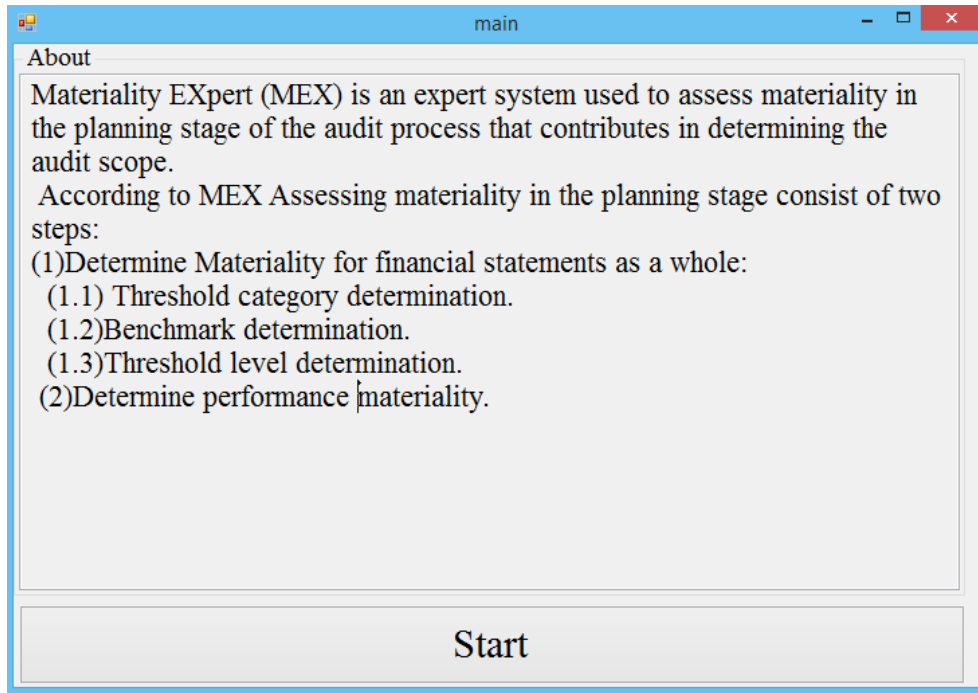 main
About
Materiality EXpert (MEX) is an expert system used to assess materiality in
the planning stage of the audit process that contributes in determining the
audit scope.
According to MEX Assessing materiality in the planning stage consist of two
steps:
(1)Determine Materiality for financial statements as a whole:
(1.1) Threshold category determination.
(1.2)Benchmark determination.
(1.3)Threshold level determination.
(2)Determine performance materiality.
Start